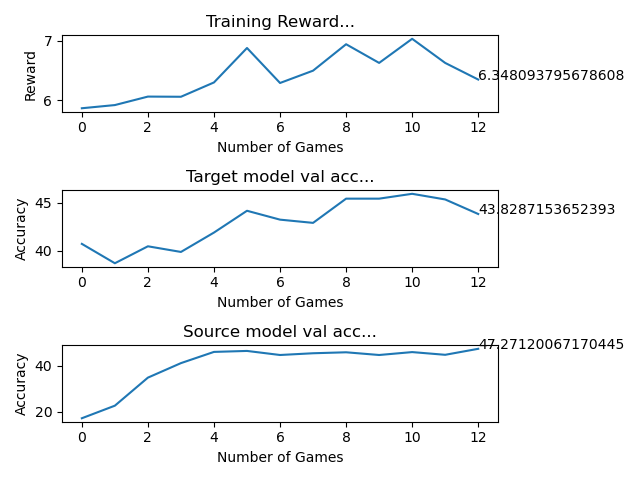 Training Reward...
7
6
Reward
6.348093795678608
0 2 4 6 8 10 12
Number of Games
Target model val acc...
45
40
Accuracy
43.8287153652393
0 2 4 6 8 10 12
Number of Games
Source model val acc...
47.27120067170445
40
20
Accuracy
0 2 4 6 8 10 12
Number of Games